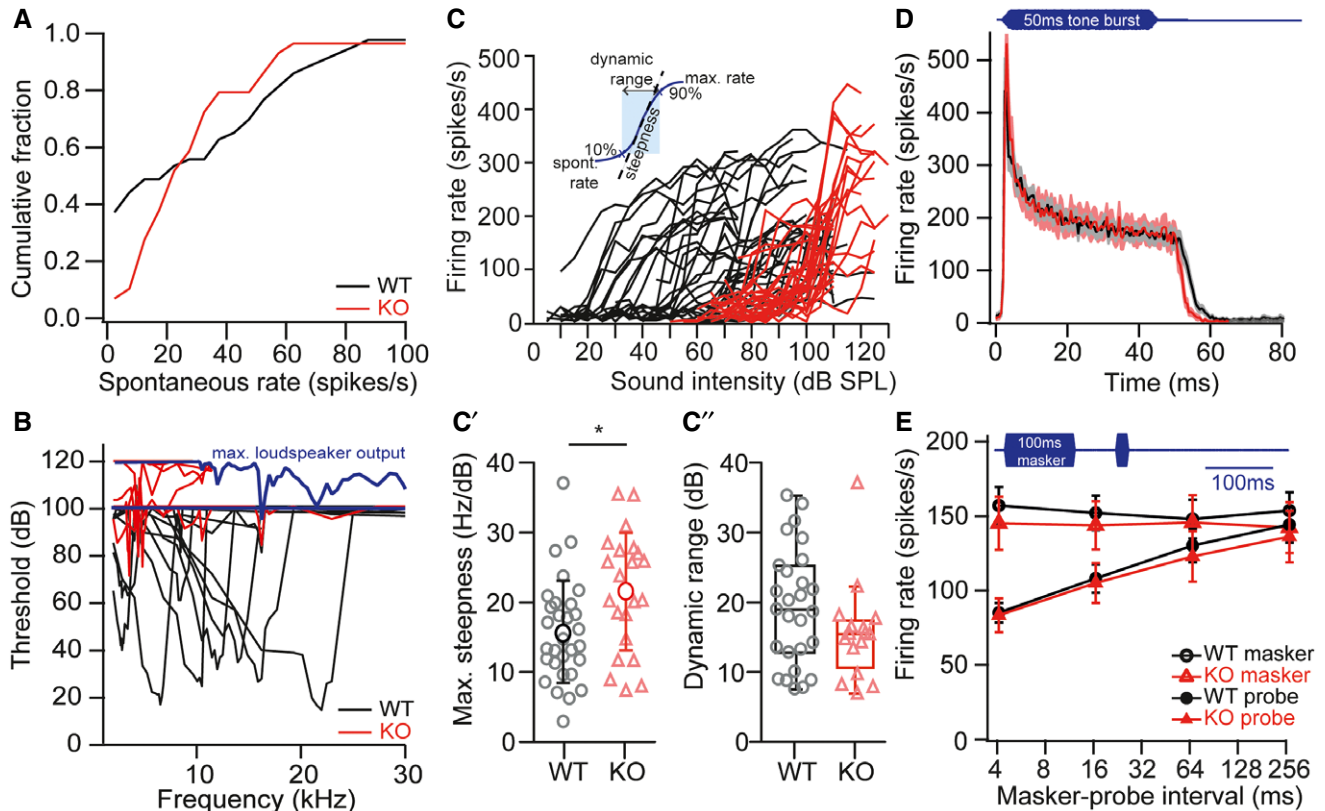 A
1.0
0.8
0.6
0.4
0.2
0.0
Cumulative fraction
WT
KO
0
20
40
60
80
100
Spontaneous rate (spikes/s)
B
max. loudspeaker output
120
100
80
60
40
20
0
Threshold (dB)
WT
KO
10
20
30
Frequency (kHz)
C
500
400
300
200
100
0
Firing rate (spikes/s)
dynamic
range
max. rate
90%
10%
steepness
spont.
rate
0
20
40
60
80
100
120
Sound intensity (dB SPL)
C′
*
40
30
20
10
0
Max. steepness (Hz/dB)
WT
KO
C″
40
30
20
10
0
Dynamic range (dB)
WT
KO
D
50ms tone burst
500
400
300
200
100
0
Firing rate (spikes/s)
0
20
40
60
80
Time (ms)
E
200
150
100
50
0
Firing rate (spikes/s)
100ms
masker
100ms
WT masker
KO masker
WT probe
KO probe
4
8
16
32
64
128
256
Masker-probe interval (ms)